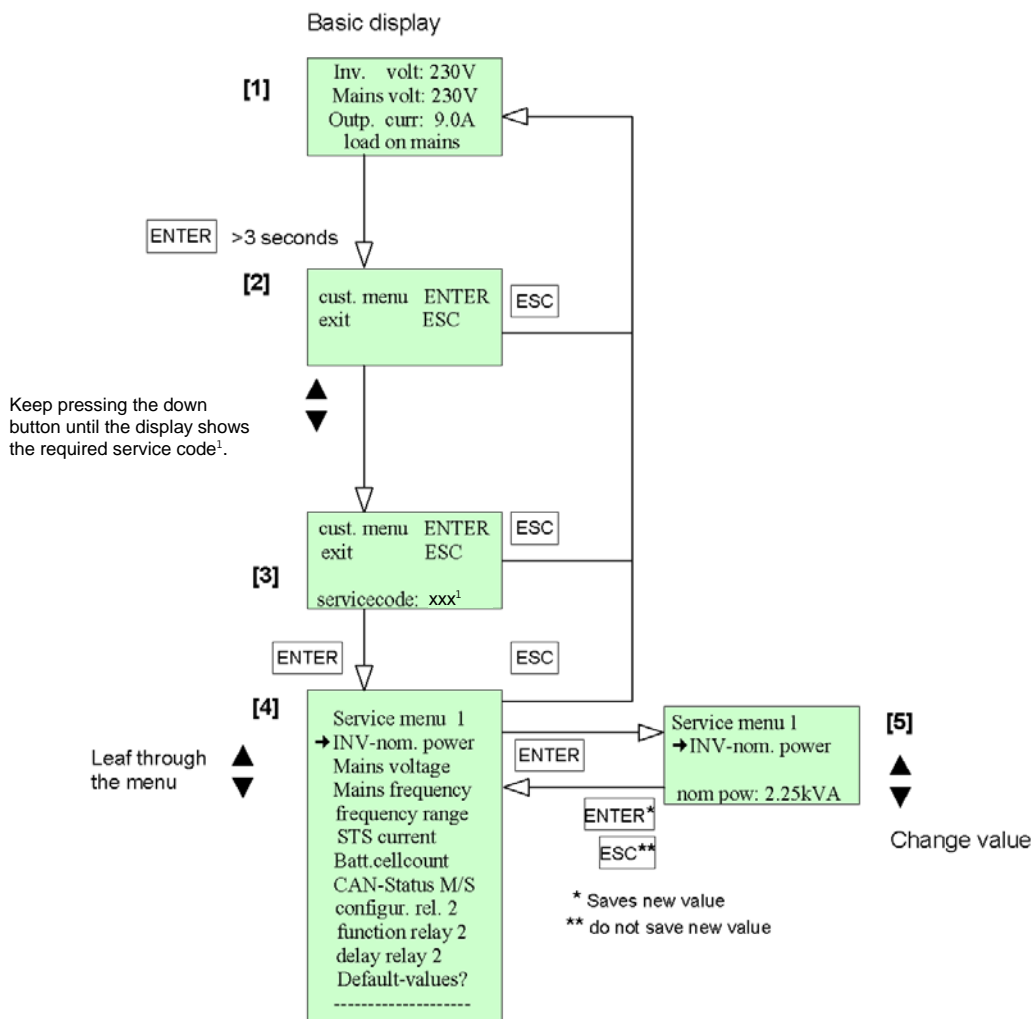 Basic display
[1]
Inv. volt: 230V
Mains volt: 230V
Outp. curr: 9.0A
load on mains
ENTER >3 seconds
[2]
cust. menu ENTER
exit ESC
ESC
Keep pressing the down
button until the display shows
the required service code¹.
▲
▼
[3]
cust. menu ENTER
exit ESC
servicecode: xxx¹
ESC
ENTER
ESC
[4]
Leaf through
the menu
▲
▼
Service menu 1
➔INV-nom. power
Mains voltage
Mains frequency
frequency range
STS current
Batt.cellcount
CAN-Status M/S
configur. rel. 2
function relay 2
delay relay 2
Default-values?
--------------------
ENTER
ENTER*
ESC**
* Saves new value
** do not save new value
Service menu 1
➔INV-nom. power
nom pow: 2.25kVA
[5]
▲
▼
Change value